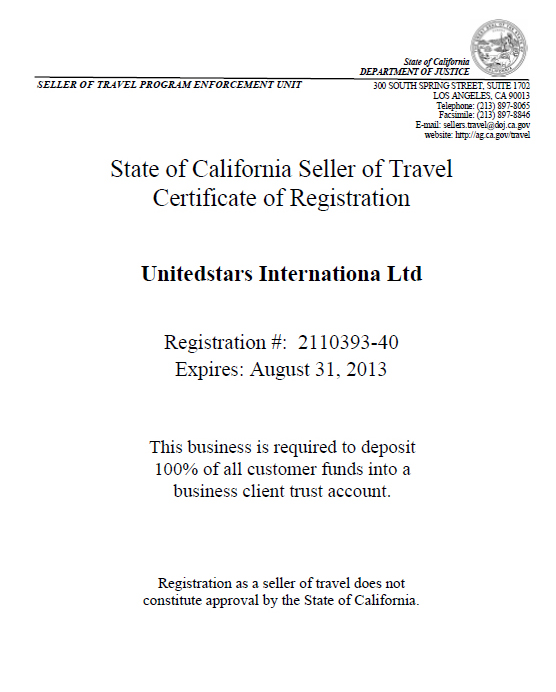 State of California
DEPARTMENT OF JUSTICE
SELLER OF TRAVEL PROGRAM ENFORCEMENT UNIT
300 SOUTH SPRING STREET, SUITE 1702
LOS ANGELES, CA 90013
Telephone: (213) 897-8065
Facsimile: (213) 897-8846
E-mail: sellers.travel@doj.ca.gov
website: http://ag.ca.gov/travel
State of California Seller of Travel
Certificate of Registration
Unitedstars Internationa Ltd
Registration #: 2110393-40
Expires: August 31, 2013
This business is required to deposit
100% of all customer funds into a
business client trust account.
Registration as a seller of travel does not
constitute approval by the State of California.